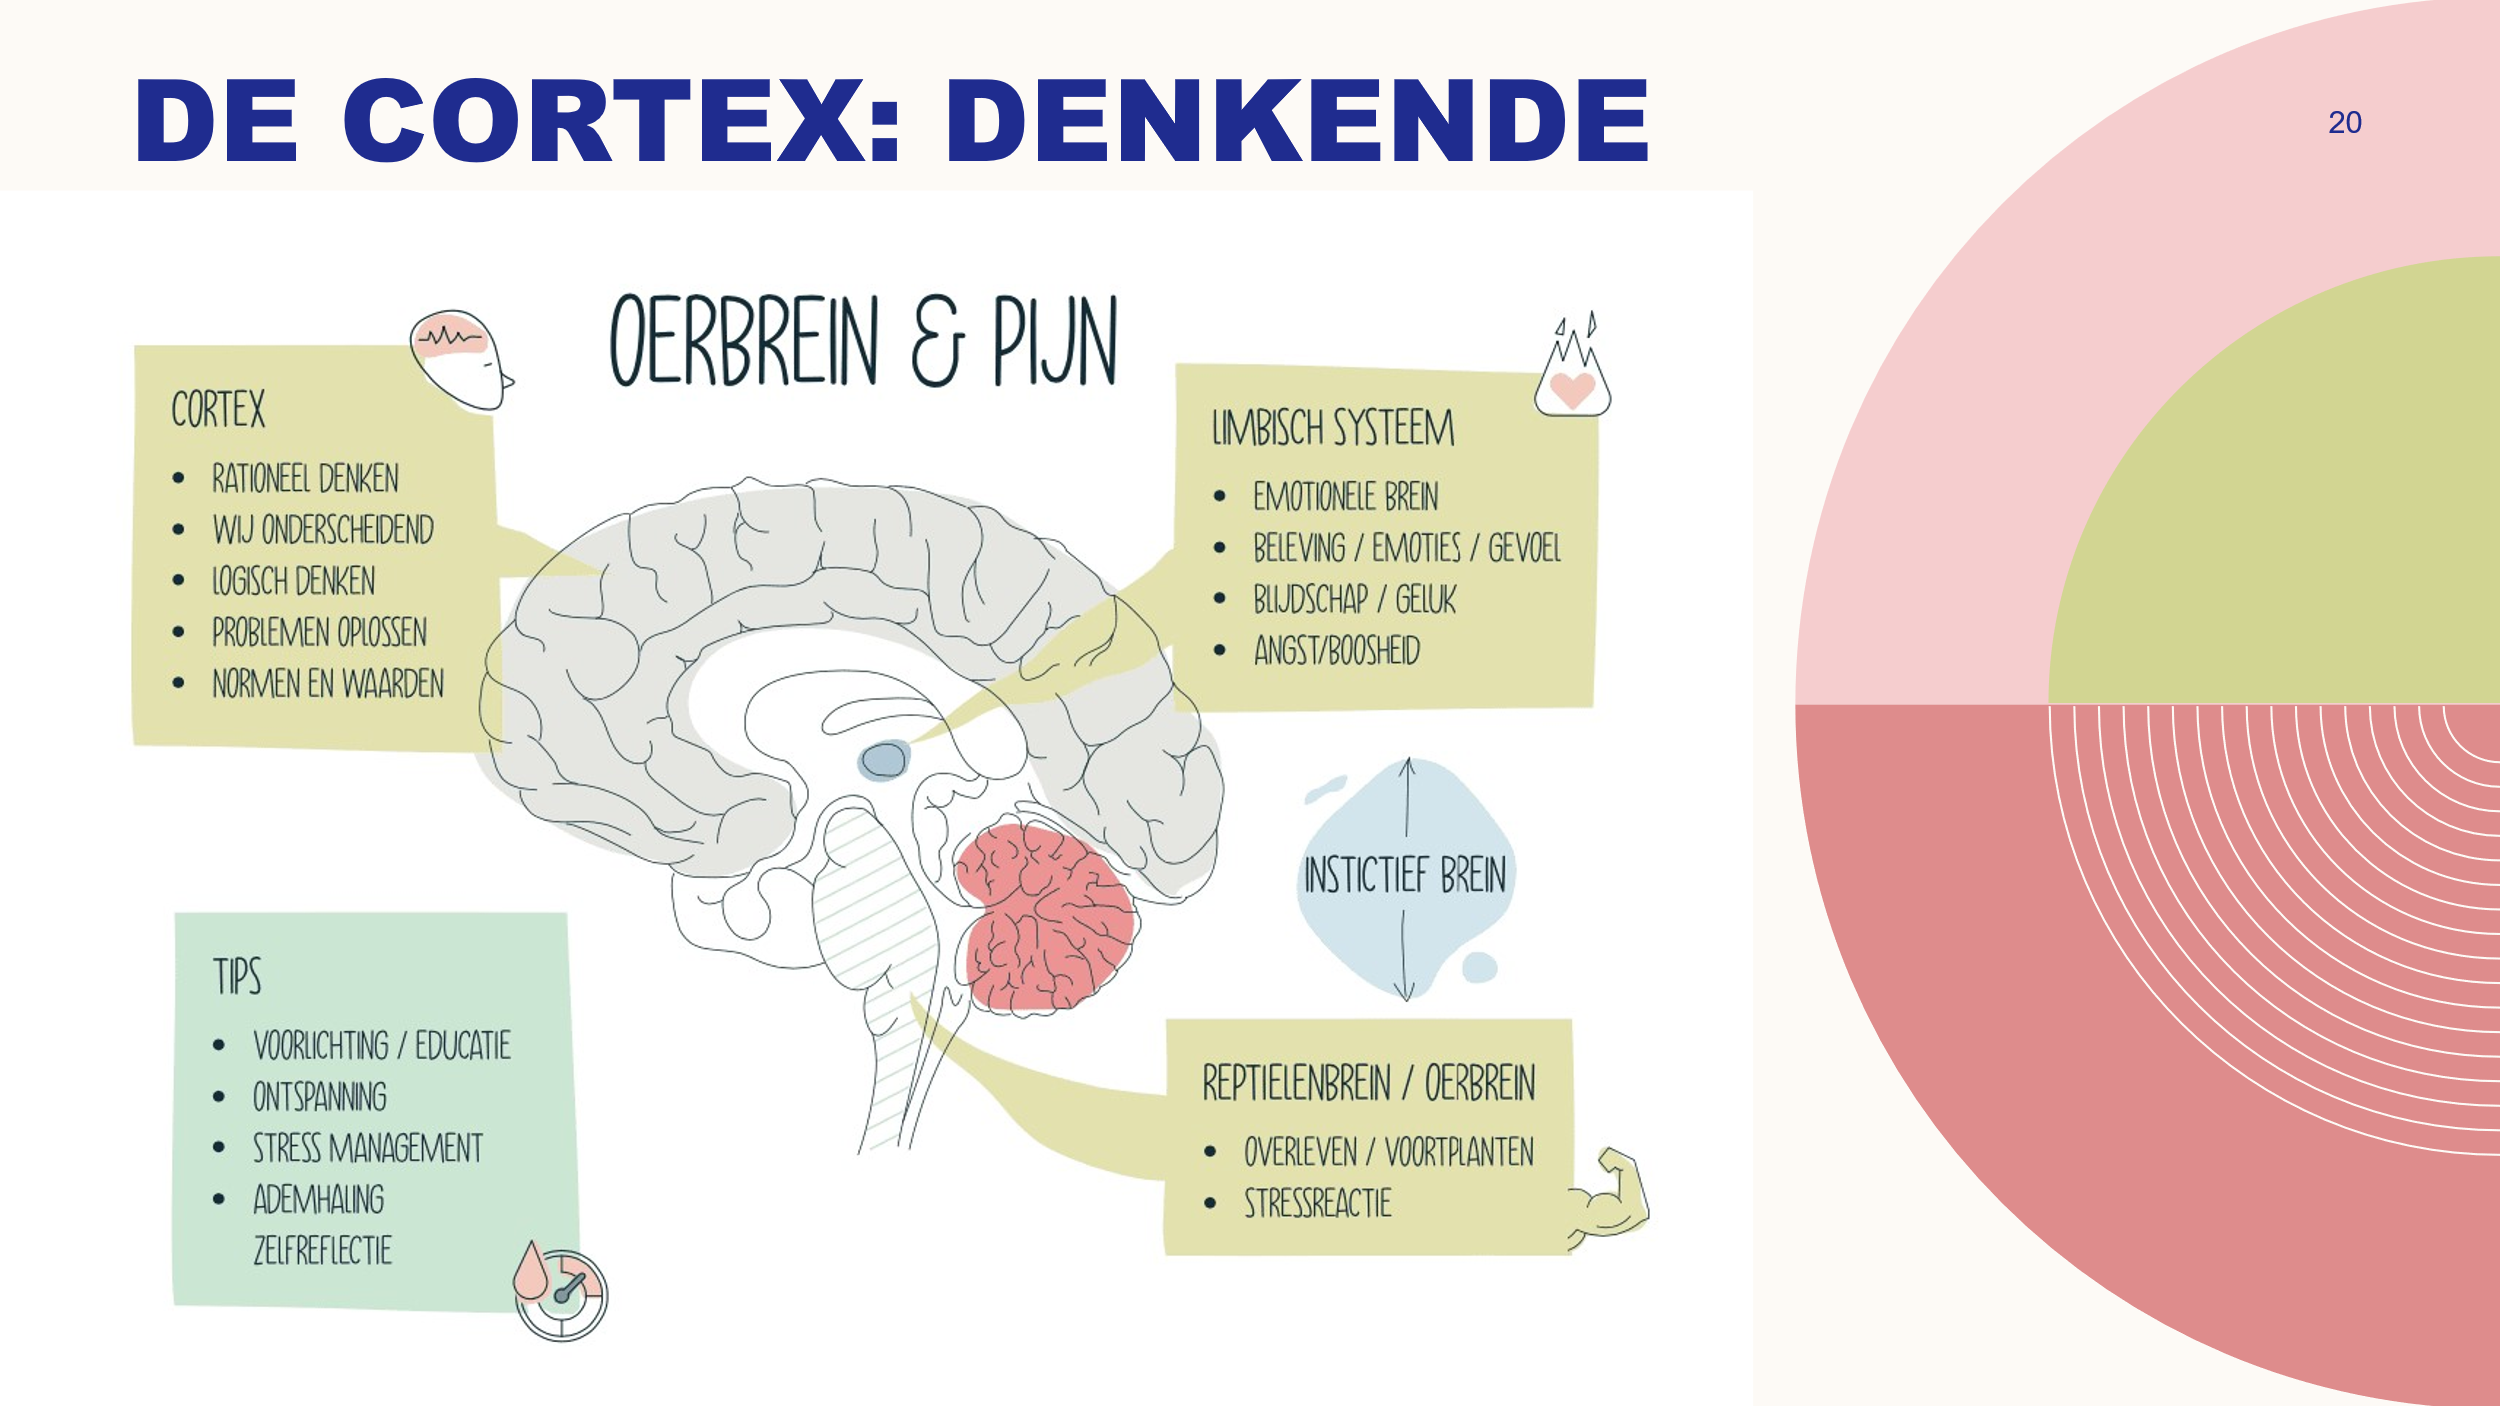 DE CORTEX: DENKENDE
20
OERBREIN & PIJN
CORTEX
• RATIONEEL DENKEN
• WIJ ONDERSCHEIDEND
• LOGISCH DENKEN
• PROBLEMEN OPLOSSEN
• NORMEN EN WAARDEN
LIMBISCH SYSTEEM
• EMOTIONELE BREIN
• BELEVING / EMOTIES / GEVOEL
• BLIJDSCHAP / GELUK
• ANGST/BOOSHEID
INSTICTIEF BREIN
TIPS
• VOORLICHTING / EDUCATIE
• ONTSPANNING
• STRESS MANAGEMENT
• ADEMHALING
ZELFREFLECTIE
REPTIELENBREIN / OERBREIN
• OVERLEVEN / VOORTPLANTEN
• STRESSREACTIE